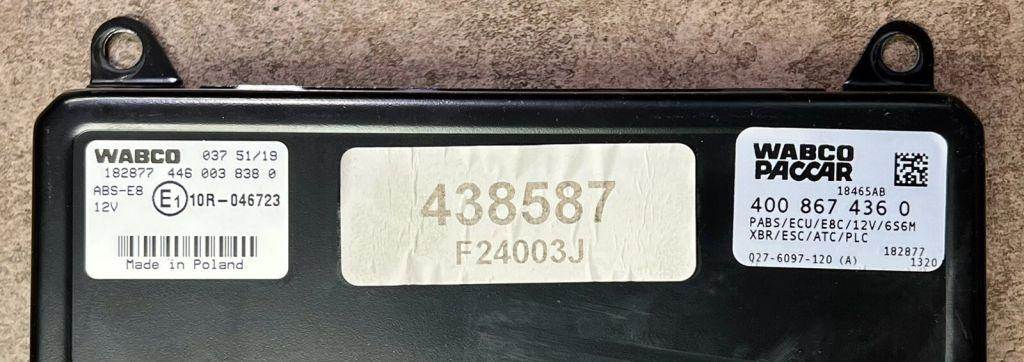 WABCO 037 51/19
182877 446 003 838 0
ABS-E8
12V E1 10R-046723
Made in Poland
438587
F24003J
WABCO
PACCAR
18465AB
400 867 436 0
PABS/ECU/E8C/12V/6S6M
XBR/ESC/ATC/PLC
182877
Q27-6097-120 (A) 1320